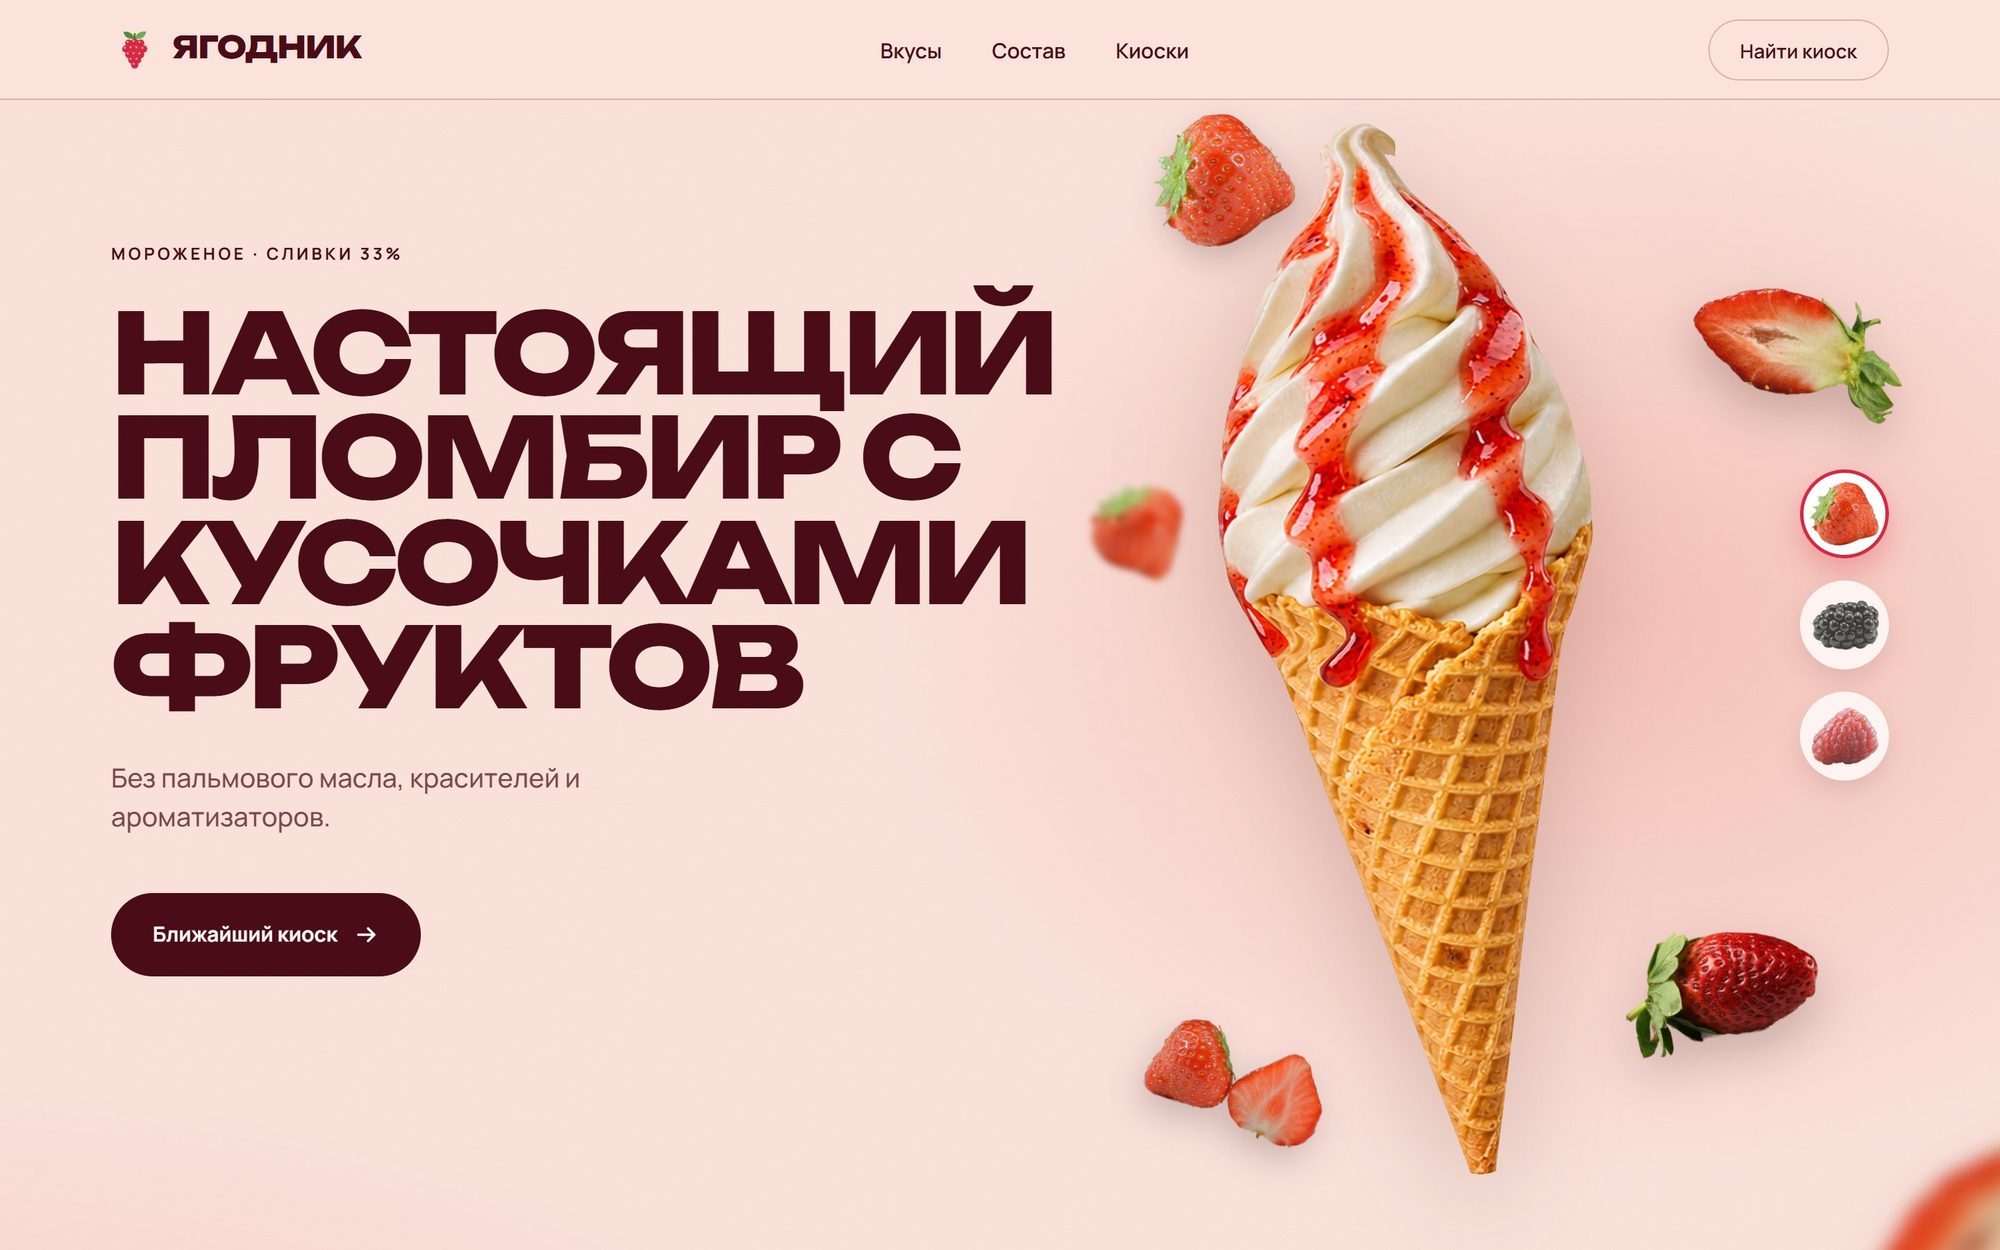 ЯГОДНИК
Вкусы
Состав
Киоски
Найти киоск
МОРОЖЕНОЕ · СЛИВКИ 33%
НАСТОЯЩИЙ
ПЛОМБИР С
КУСОЧКАМИ
ФРУКТОВ
Без пальмового масла, красителей и
ароматизаторов.
Ближайший киоск →